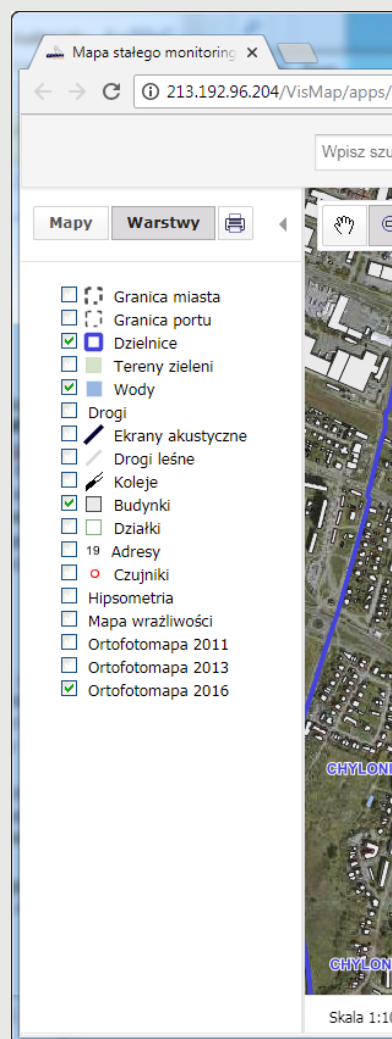 Mapa stałego monitoring
213.192.96.204/VisMap/apps/
Wpisz szu
Mapy Warstwy
Granica miasta
Granica portu
Dzielnice
Tereny zieleni
Wody
Drogi
Ekrany akustyczne
Drogi leśne
Koleje
Budynki
Działki
19 Adresy
Czujniki
Hipsometria
Mapa wrażliwości
Ortofotomapa 2011
Ortofotomapa 2013
Ortofotomapa 2016
CHYLONI
CHYLON
Skala 1:10